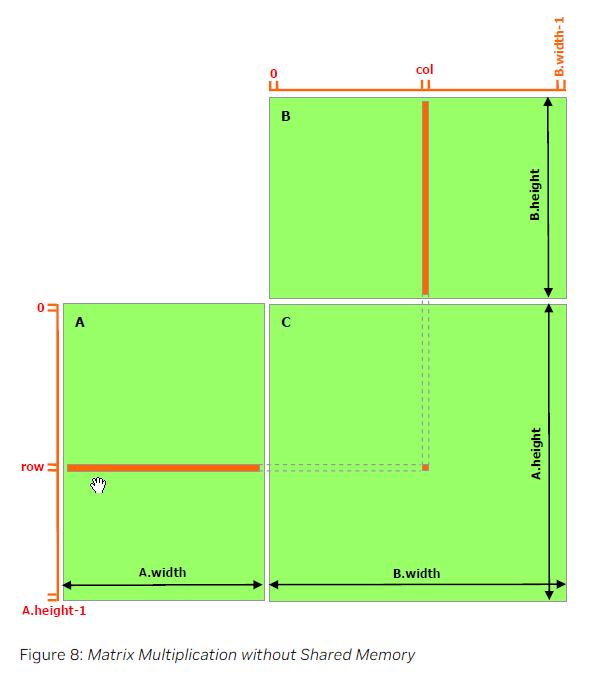 B.width-1
0
col
B
B.height
0
A
C
A.height
row
A.width
B.width
A.height-1
Figure 8: Matrix Multiplication without Shared Memory